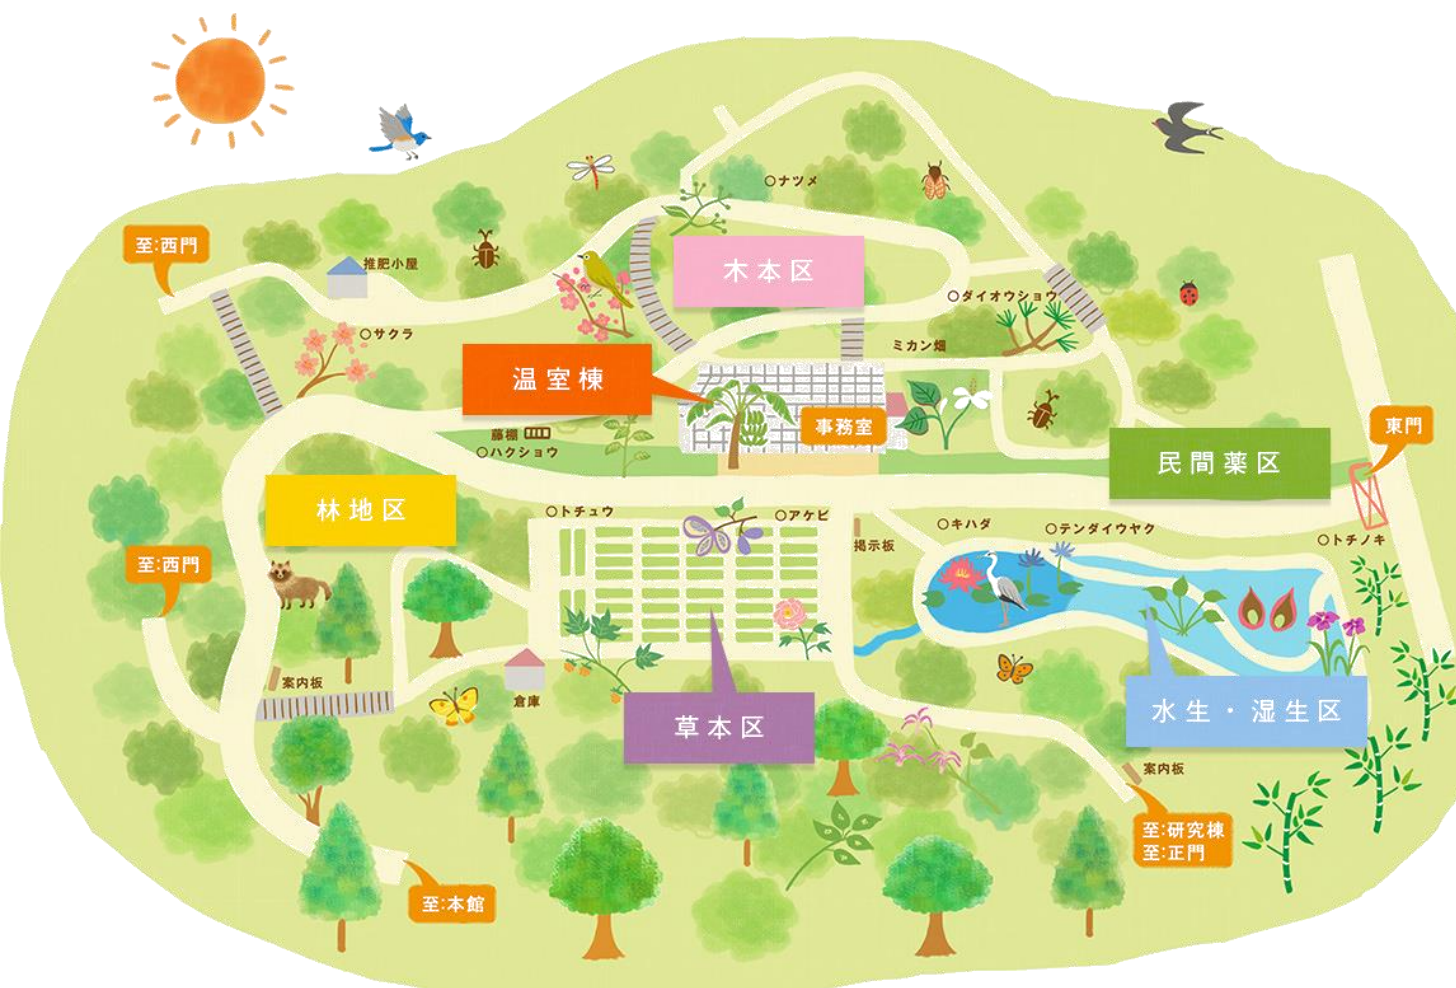 ナツメ
至:西門
推肥小屋
木本区
ダイオウショウ
サクラ
ミカン畑
温室棟
事務室
東門
藤棚
ハクショウ
民間薬区
林地区
トチュウ
アケビ
掲示板
キハダ
テンダイウヤク
トチノキ
至:西門
案内板
倉庫
草本区
水生・湿生区
案内板
至:研究棟
至:正門
至:本館